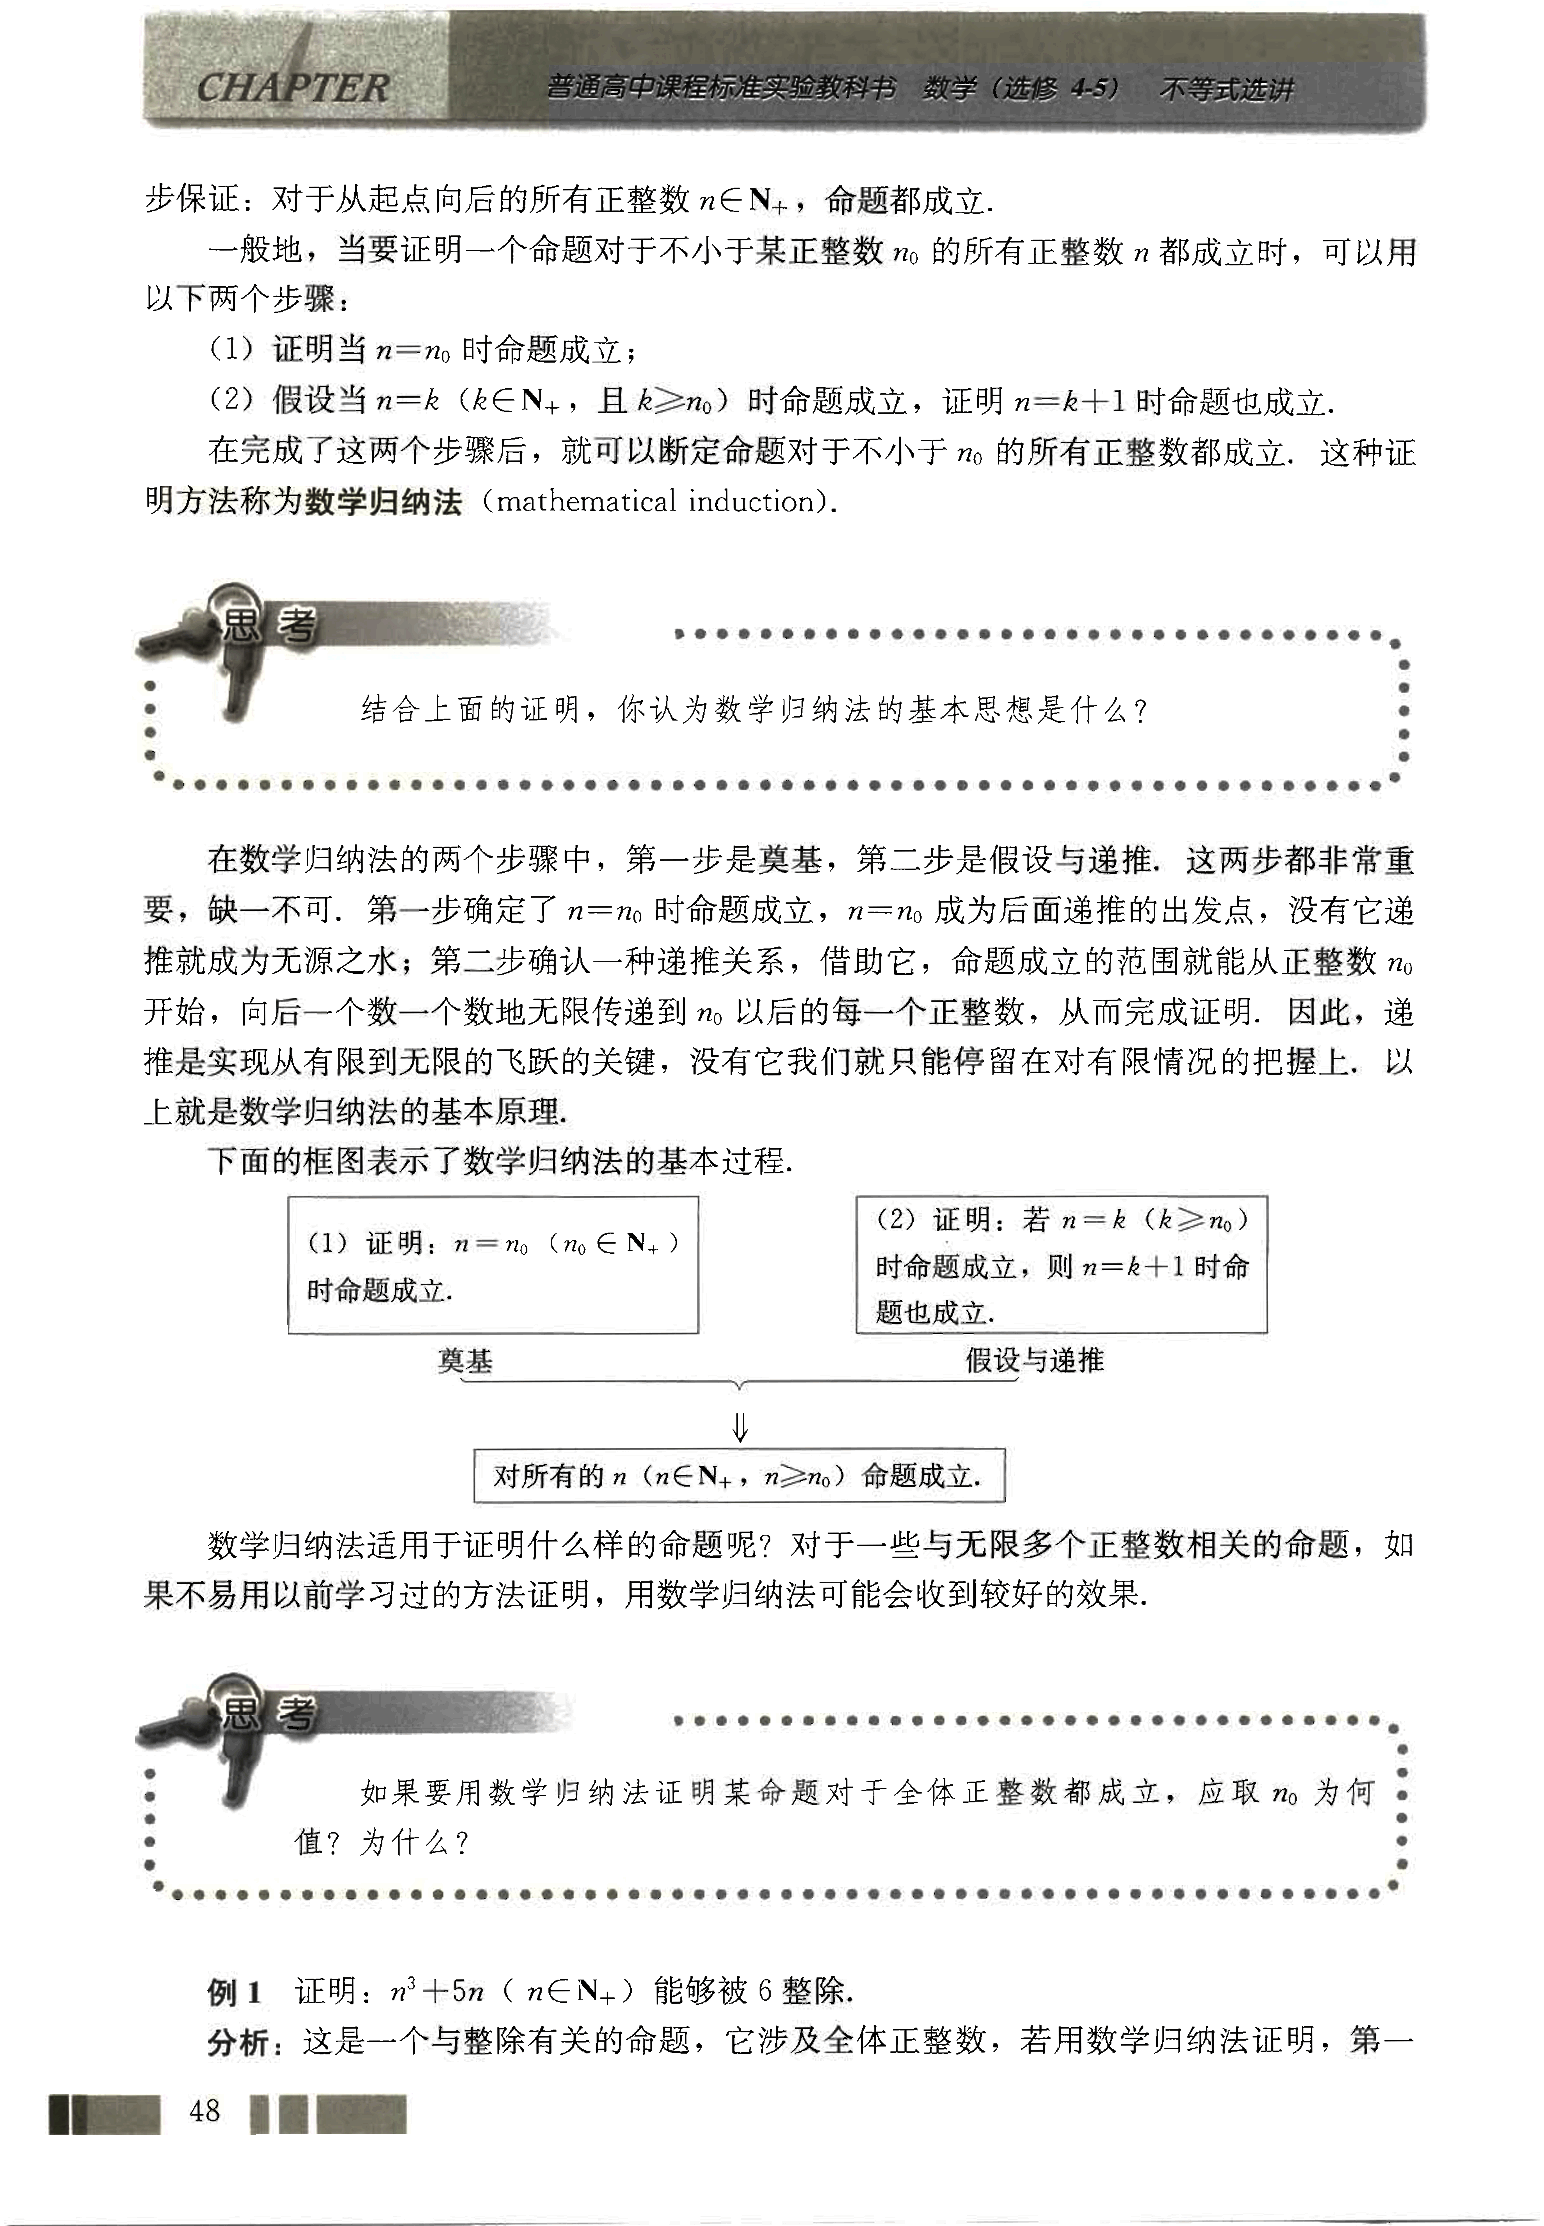 CHAPTER
普通高中课程标准实验教科书 数学（选修 4-5） 不等式选讲
步保证：对于从起点向后的所有正整数 n∈N₊，命题都成立.
一般地，当要证明一个命题对于不小于某正整数 n₀ 的所有正整数 n 都成立时，可以用
以下两个步骤：
（1）证明当 n=n₀ 时命题成立；
（2）假设当 n=k（k∈N₊，且 k⩾n₀）时命题成立，证明 n=k+1 时命题也成立.
在完成了这两个步骤后，就可以断定命题对于不小于 n₀ 的所有正整数都成立. 这种证
明方法称为数学归纳法（mathematical induction）.
思考
结合上面的证明，你认为数学归纳法的基本思想是什么？
在数学归纳法的两个步骤中，第一步是奠基，第二步是假设与递推. 这两步都非常重
要，缺一不可. 第一步确定了 n=n₀ 时命题成立，n=n₀ 成为后面递推的出发点，没有它递
推就成为无源之水；第二步确认一种递推关系，借助它，命题成立的范围就能从正整数 n₀
开始，向后一个数一个数地无限传递到 n₀ 以后的每一个正整数，从而完成证明. 因此，递
推是实现从有限到无限的飞跃的关键，没有它我们就只能停留在对有限情况的把握上. 以
上就是数学归纳法的基本原理.
下面的框图表示了数学归纳法的基本过程.
（1）证明：n=n₀（n₀∈N₊）
时命题成立.
奠基
（2）证明：若 n=k（k⩾n₀）
时命题成立，则 n=k+1 时命
题也成立.
假设与递推
⇓
对所有的 n（n∈N₊，n⩾n₀）命题成立.
数学归纳法适用于证明什么样的命题呢？对于一些与无限多个正整数相关的命题，如
果不易用以前学习过的方法证明，用数学归纳法可能会收到较好的效果.
思考
如果要用数学归纳法证明某命题对于全体正整数都成立，应取 n₀ 为何
值？为什么？
例 1 证明：n³+5n（n∈N₊）能够被 6 整除.
分析：这是一个与整除有关的命题，它涉及全体正整数，若用数学归纳法证明，第一
48